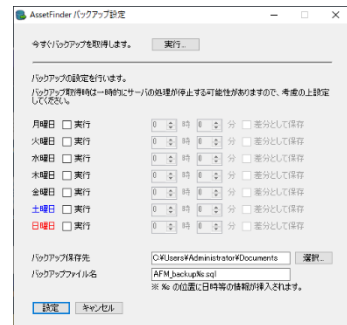 AssetFinder バックアップ設定
今すぐバックアップを取得します。 実行...
バックアップの設定を行います。
バックアップ取得時は一時的にサーバの処理が停止する可能性がありますので、考慮の上設定
してください。
月曜日 実行 0 時 0 分 差分として保存
火曜日 実行 0 時 0 分 差分として保存
水曜日 実行 0 時 0 分 差分として保存
木曜日 実行 0 時 0 分 差分として保存
金曜日 実行 0 時 0 分 差分として保存
土曜日 実行 0 時 0 分 差分として保存
日曜日 実行 0 時 0 分 差分として保存
バックアップ保存先 C:¥Users¥Administrator¥Documents 選択...
バックアップファイル名 AFM_backup%s.sql
※ %s の位置に日時等の情報が挿入されます。
設定 キャンセル